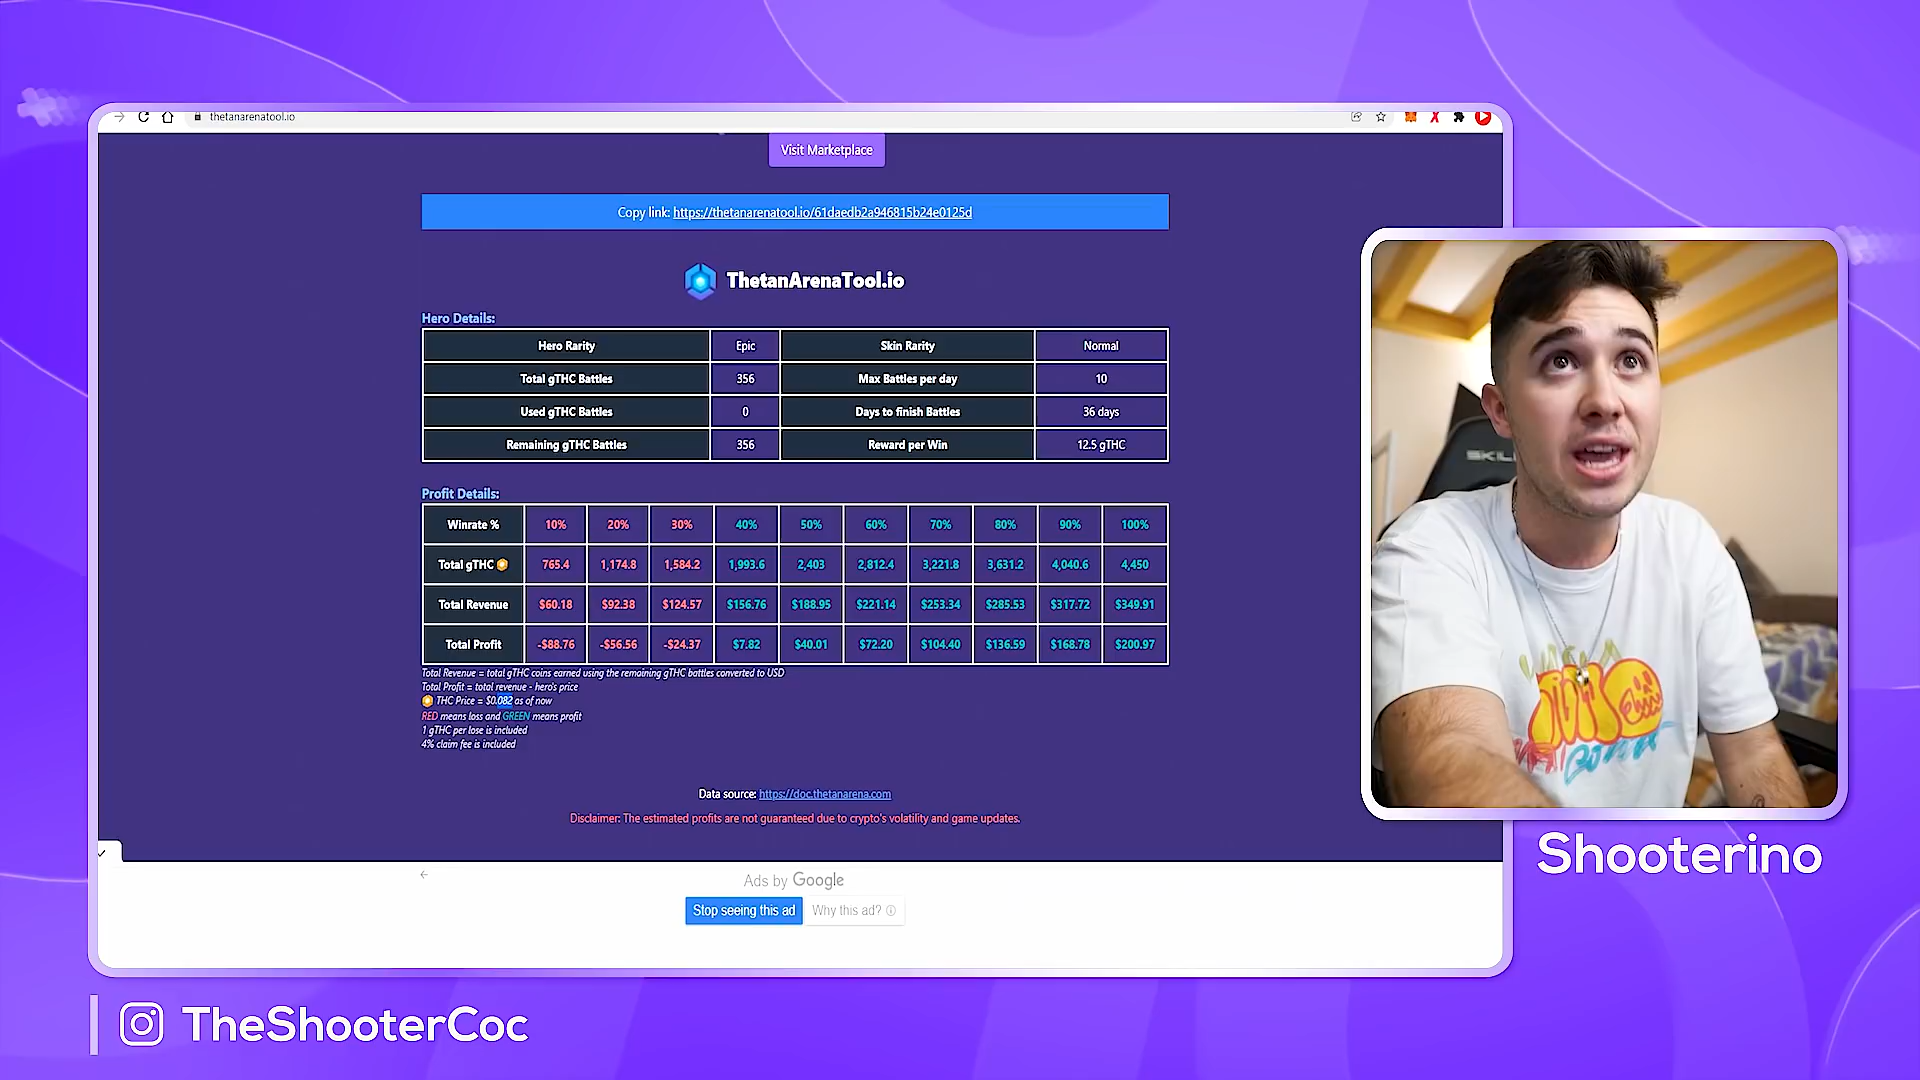 thetanarenatool.io
Visit Marketplace
Copy link: https://thetanarenatool.io/61daedb2a946815b24e0125d
ThetanArenaTool.io
Hero Details:
Hero Rarity Epic Skin Rarity Normal
Total gTHC Battles 356 Max Battles per day 10
Used gTHC Battles 0 Days to finish Battles 36 days
Remaining gTHC Battles 356 Reward per Win 12.5 gTHC
Profit Details:
Winrate % 10% 20% 30% 40% 50% 60% 70% 80% 90% 100%
Total gTHC 765.4 1,174.8 1,584.2 1,993.6 2,403 2,812.4 3,221.8 3,631.2 4,040.6 4,450
Total Revenue $60.18 $92.38 $124.57 $156.76 $188.95 $221.14 $253.34 $285.53 $317.72 $349.91
Total Profit -$88.76 -$56.56 -$24.37 $7.82 $40.01 $72.20 $104.40 $136.59 $168.78 $200.97
Total Revenue = total gTHC coins earned using the remaining gTHC battles converted to USD
Total Profit = total revenue - hero's price
THC Price = $0.082 as of now
RED means loss and GREEN means profit
1 gTHC per lose is included
4% claim fee is included
Data source: https://doc.thetanarena.com
Disclaimer: The estimated profits are not guaranteed due to crypto's volatility and game updates.
Ads by Google
Stop seeing this ad Why this ad?
Shooterino
TheShooterCoc